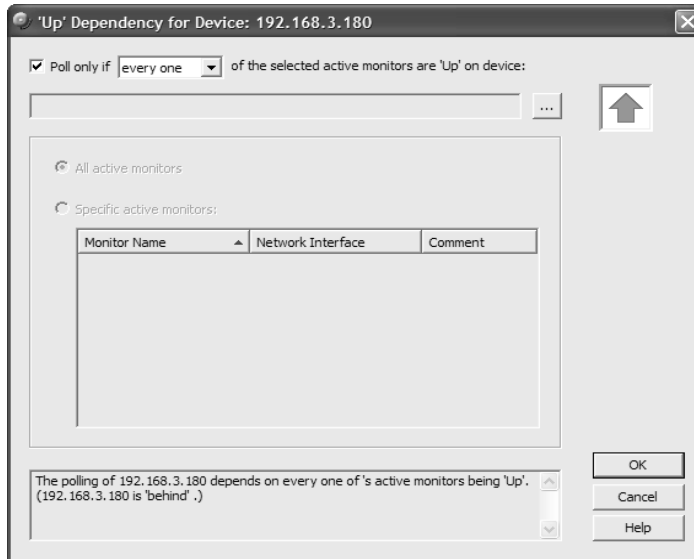 'Up' Dependency for Device: 192.168.3.180
Poll only if every one of the selected active monitors are 'Up' on device:
...
All active monitors
Specific active monitors:
Monitor Name Network Interface Comment
The polling of 192.168.3.180 depends on every one of 's active monitors being 'Up'.
(192.168.3.180 is 'behind' .)
OK
Cancel
Help